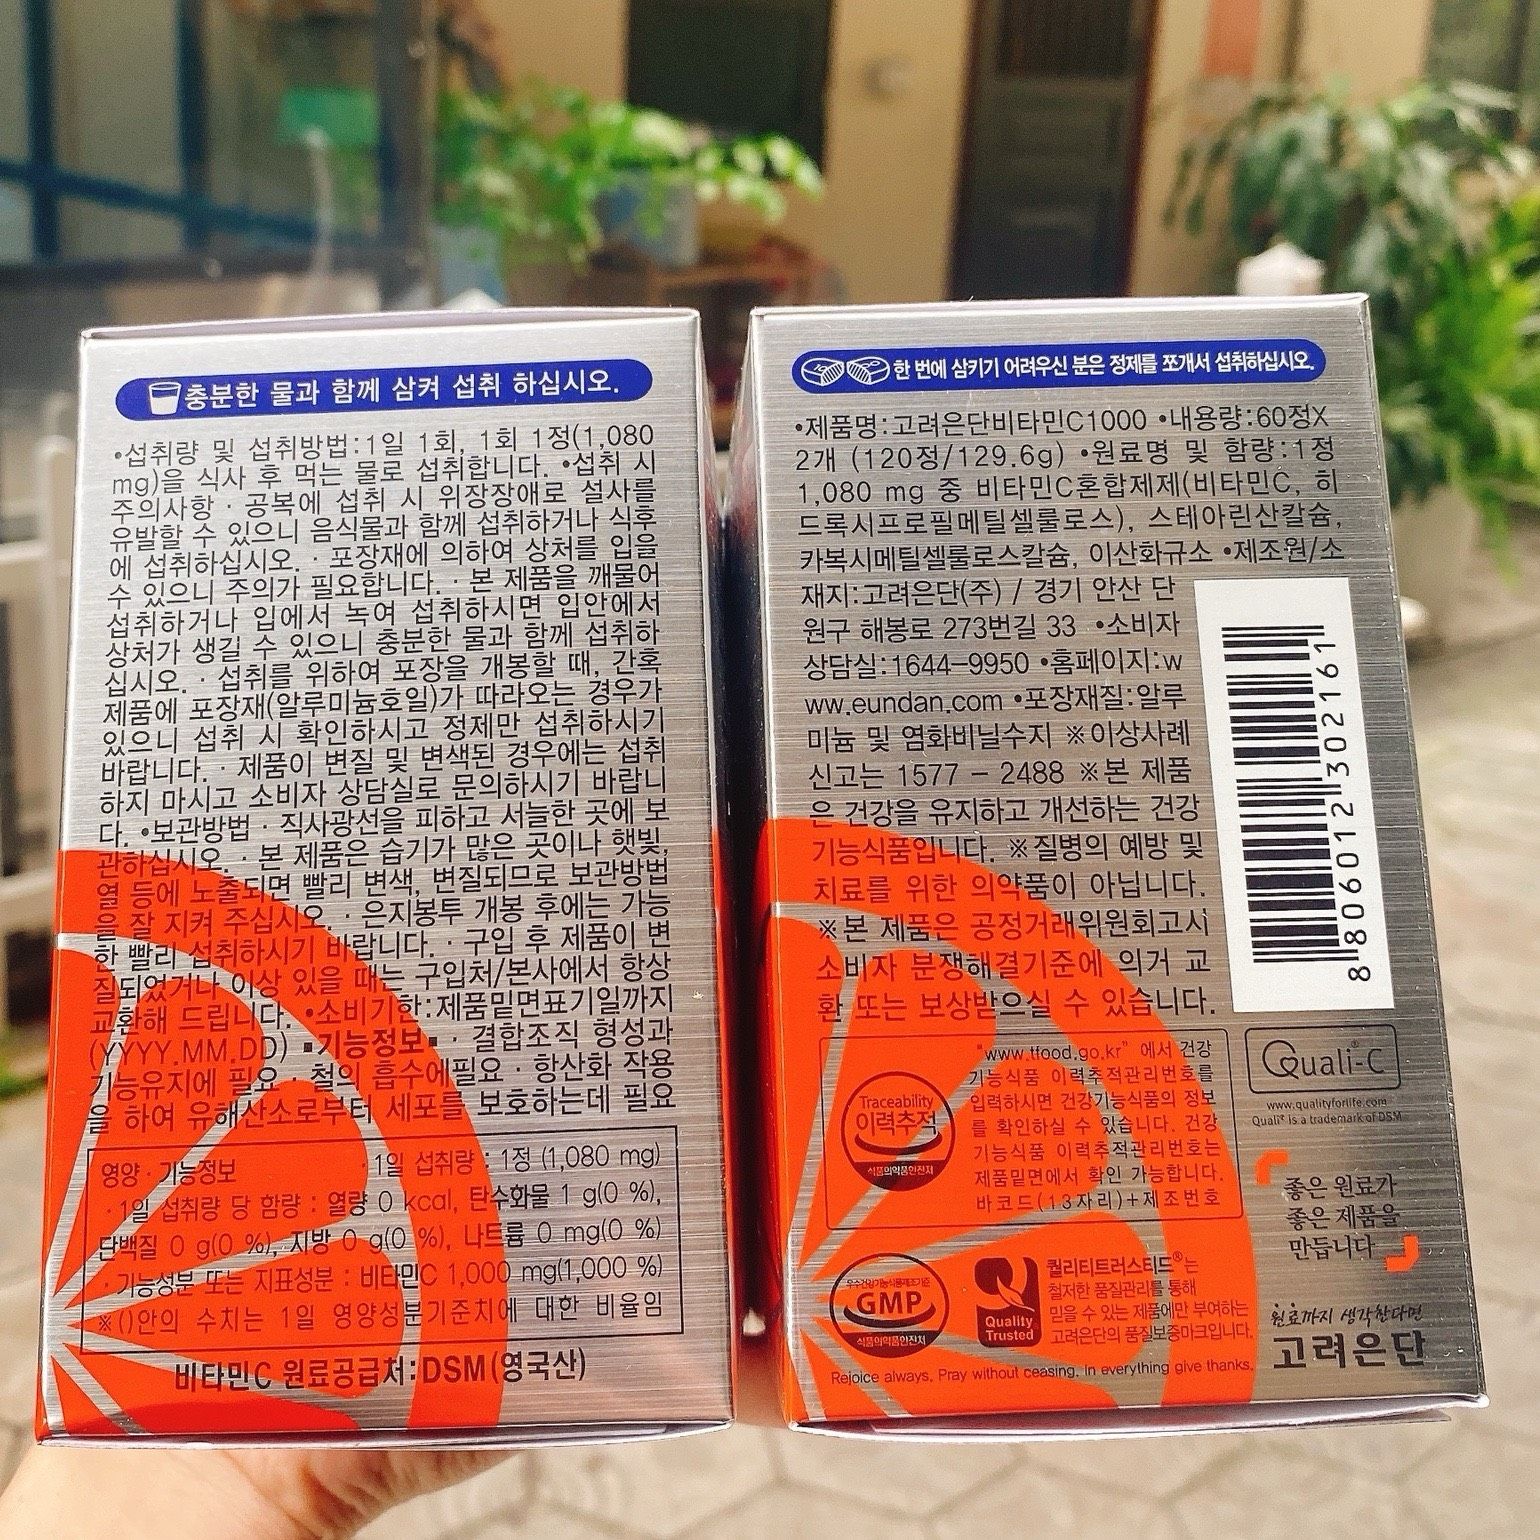 충분한 물과 함께 삼켜 섭취 하십시오.
•섭취량 및 섭취방법:1일 1회, 1회 1정(1,080
mg)을 식사 후 먹는 물로 섭취합니다. •섭취 시
주의사항 · 공복에 섭취 시 위장장애로 설사를
유발할 수 있으니 음식물과 함께 섭취하거나 식후
에 섭취하십시오. · 포장재에 의하여 상처를 입을
수 있으니 주의가 필요합니다. · 본 제품을 깨물어
섭취하거나 입에서 녹여 섭취하시면 입안에서
상처가 생길 수 있으니 충분한 물과 함께 섭취하
십시오. · 섭취를 위하여 포장을 개봉할 때, 간혹
제품에 포장재(알루미늄호일)가 따라오는 경우가
있으니 섭취 시 확인하시고 정제만 섭취하시기
바랍니다. · 제품이 변질 및 변색된 경우에는 섭취
하지 마시고 소비자 상담실로 문의하시기 바랍니
다. •보관방법 · 직사광선을 피하고 서늘한 곳에 보
관하십시오. · 본 제품은 습기가 많은 곳이나 햇빛,
열 등에 노출되면 빨리 변색, 변질되므로 보관방법
을 잘 지켜 주십시오. · 은지봉투 개봉 후에는 가능
한 빨리 섭취하시기 바랍니다. · 구입 후 제품이 변
질되었거나 이상 있을 때는 구입처/본사에서 항상
교환해 드립니다. •소비기한:제품밑면표기일까지
(YYYY.MM.DD) ▪기능정보▪ · 결합조직 형성과
기능유지에 필요 · 철의 흡수에필요 · 항산화 작용
을 하여 유해산소로부터 세포를 보호하는데 필요
영양 · 기능정보 · 1일 섭취량 : 1정 (1,080 mg)
· 1일 섭취량 당 함량 : 열량 0 kcal, 탄수화물 1 g(0 %),
단백질 0 g(0 %), 지방 0 g(0 %), 나트륨 0 mg(0 %)
· 기능성분 또는 지표성분 : 비타민C 1,000 mg(1,000 %)
※()안의 수치는 1일 영양성분기준치에 대한 비율임
비타민C 원료공급처:DSM(영국산)
한 번에 삼키기 어려우신 분은 정제를 쪼개서 섭취하십시오.
•제품명:고려은단비타민C1000 •내용량:60정X
2개 (120정/129.6g) •원료명 및 함량:1정
1,080 mg 중 비타민C혼합제제(비타민C, 히
드록시프로필메틸셀룰로스), 스테아린산칼슘,
카복시메틸셀룰로스칼슘, 이산화규소 •제조원/소
재지:고려은단(주) / 경기 안산 단
원구 해봉로 273번길 33 •소비자
상담실:1644-9950 •홈페이지:w
ww.eundan.com •포장재질:알루
미늄 및 염화비닐수지 ※이상사례
신고는 1577 - 2488 ※본 제품
은 건강을 유지하고 개선하는 건강
기능식품입니다. ※질병의 예방 및
치료를 위한 의약품이 아닙니다.
※본 제품은 공정거래위원회고시
소비자 분쟁해결기준에 의거 교
환 또는 보상받으실 수 있습니다.
8 806012 302161
Traceability
이력추적
식품의약품안전처
"www.tfood.go.kr" 에서 건강
기능식품 이력추적관리번호를
입력하시면 건강기능식품의 정보
를 확인하실 수 있습니다. 건강
기능식품 이력추적관리번호는
제품밑면에서 확인 가능합니다.
바코드(13자리)+제조번호
Quali®-C
www.qualityforlife.com
Quali® is a trademark of DSM
좋은 원료가
좋은 제품을
만듭니다
우수건강기능식품제조기준
GMP
식품의약품안전처
Quality
Trusted
퀄리티트러스티드®는
철저한 품질관리를 통해
믿을 수 있는 제품에만 부여하는
고려은단의 품질보증마크입니다.
원료까지 생각한다면
고려은단
Rejoice always, Pray without ceasing, in everything give thanks.